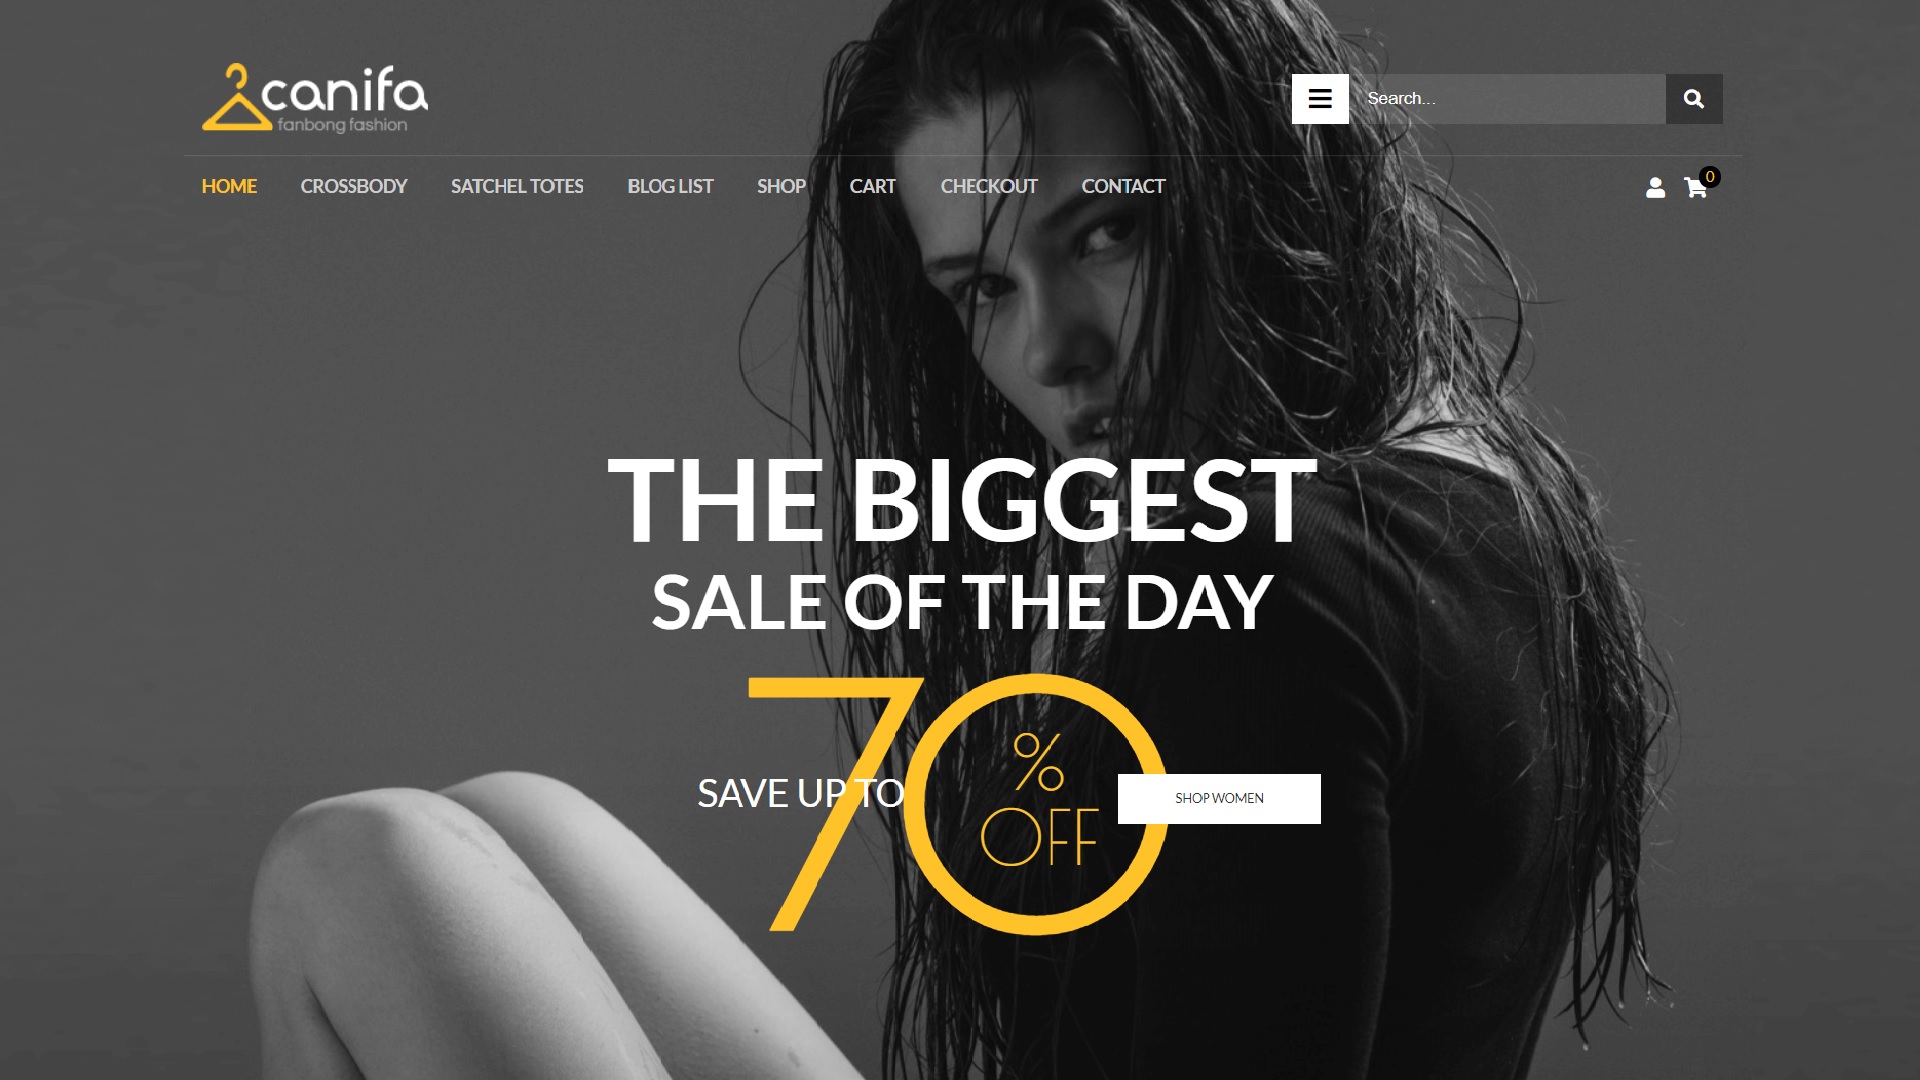 canifa
fanbong fashion
Search...
HOME CROSSBODY SATCHEL TOTES BLOG LIST SHOP CART CHECKOUT CONTACT
0
THE BIGGEST
SALE OF THE DAY
SAVE UP TO
70
%
OFF
SHOP WOMEN